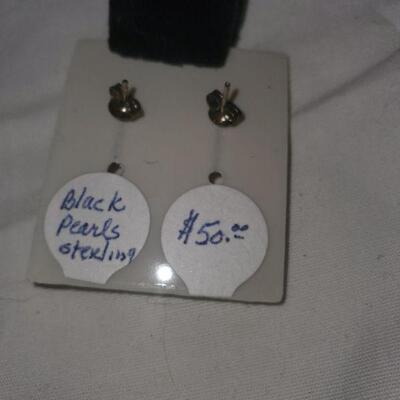 Black
Pearls
sterling
$50.00